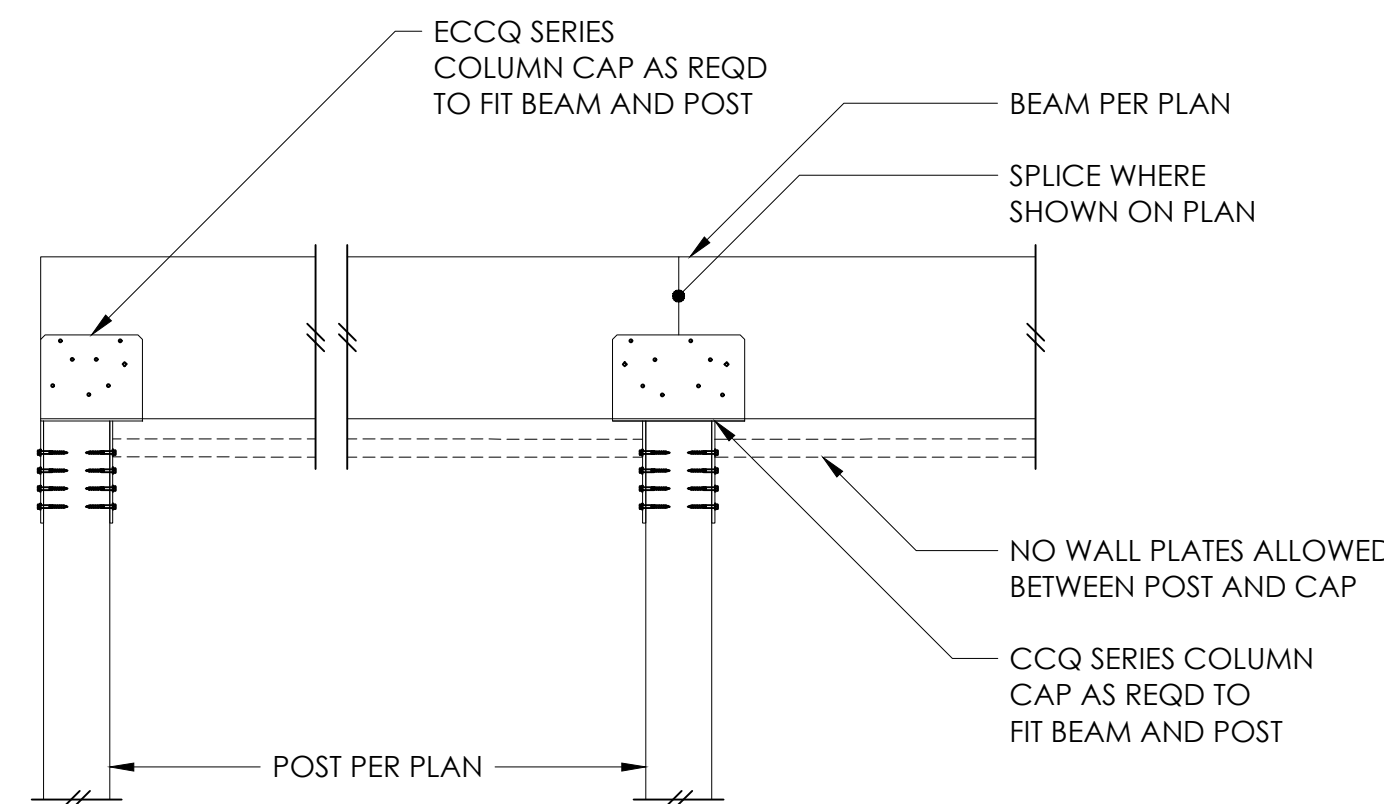 ECCQ SERIES
COLUMN CAP AS REQD
TO FIT BEAM AND POST
BEAM PER PLAN
SPLICE WHERE
SHOWN ON PLAN
NO WALL PLATES ALLOWED
BETWEEN POST AND CAP
CCQ SERIES COLUMN
CAP AS REQD TO
FIT BEAM AND POST
POST PER PLAN